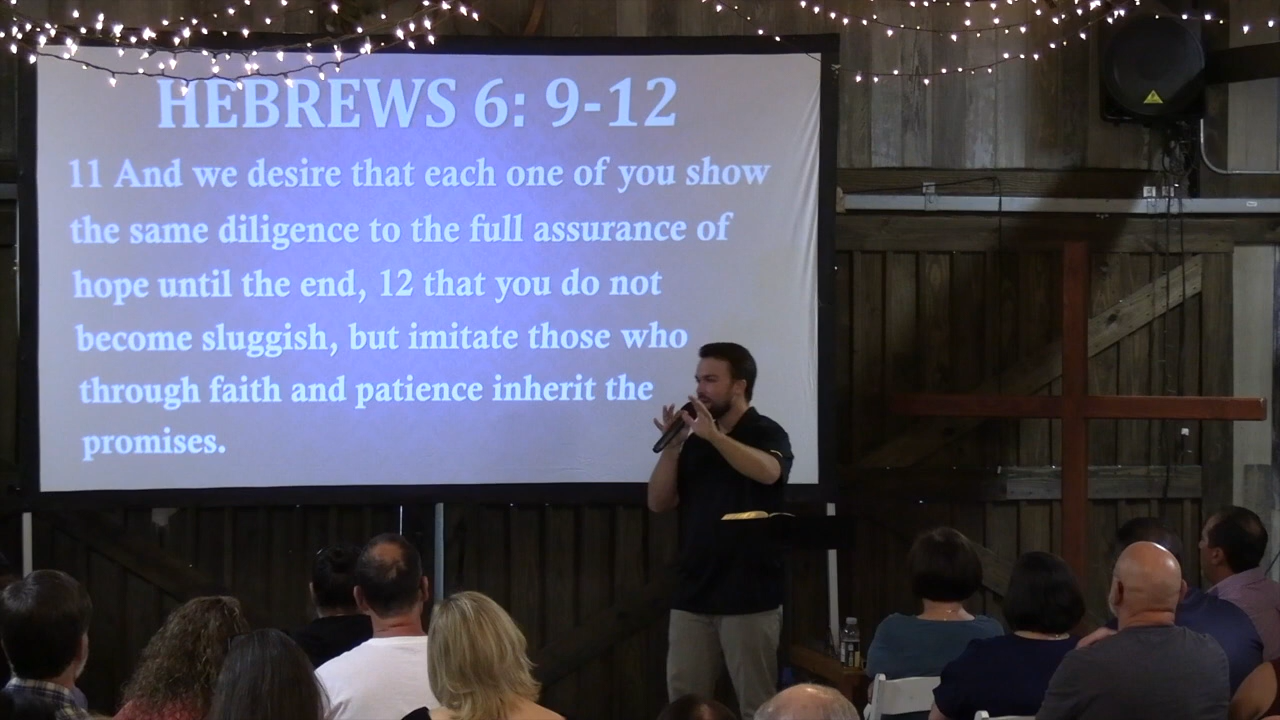 HEBREWS 6: 9-12
11 And we desire that each one of you show
the same diligence to the full assurance of
hope until the end, 12 that you do not
become sluggish, but imitate those who
through faith and patience inherit the
promises.